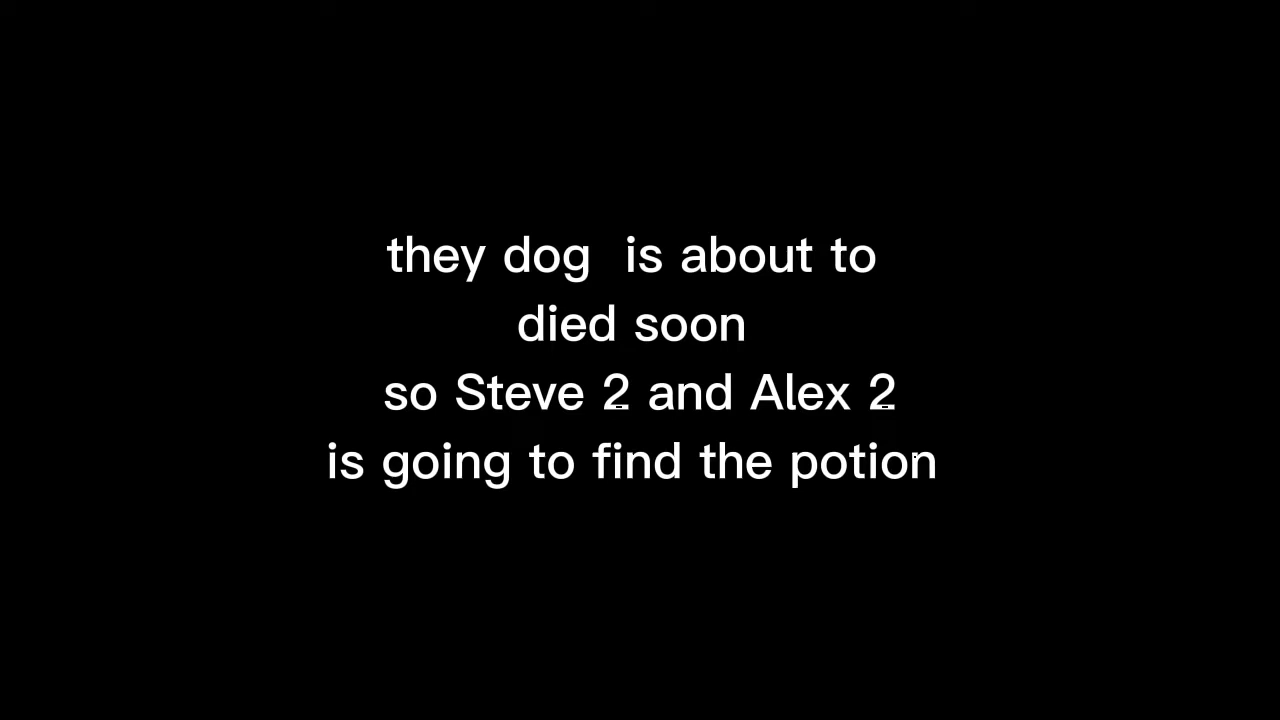 they dog  is about to
died soon
so Steve 2 and Alex 2
is going to find the potion